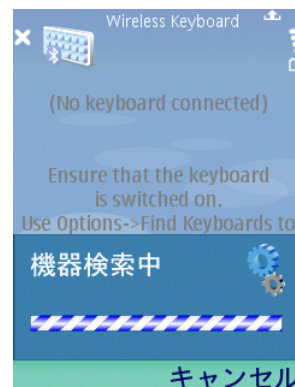 Wireless Keyboard
(No keyboard connected)
Ensure that the keyboard
is switched on.
Use Options->Find Keyboards to
機器検索中
キャンセル